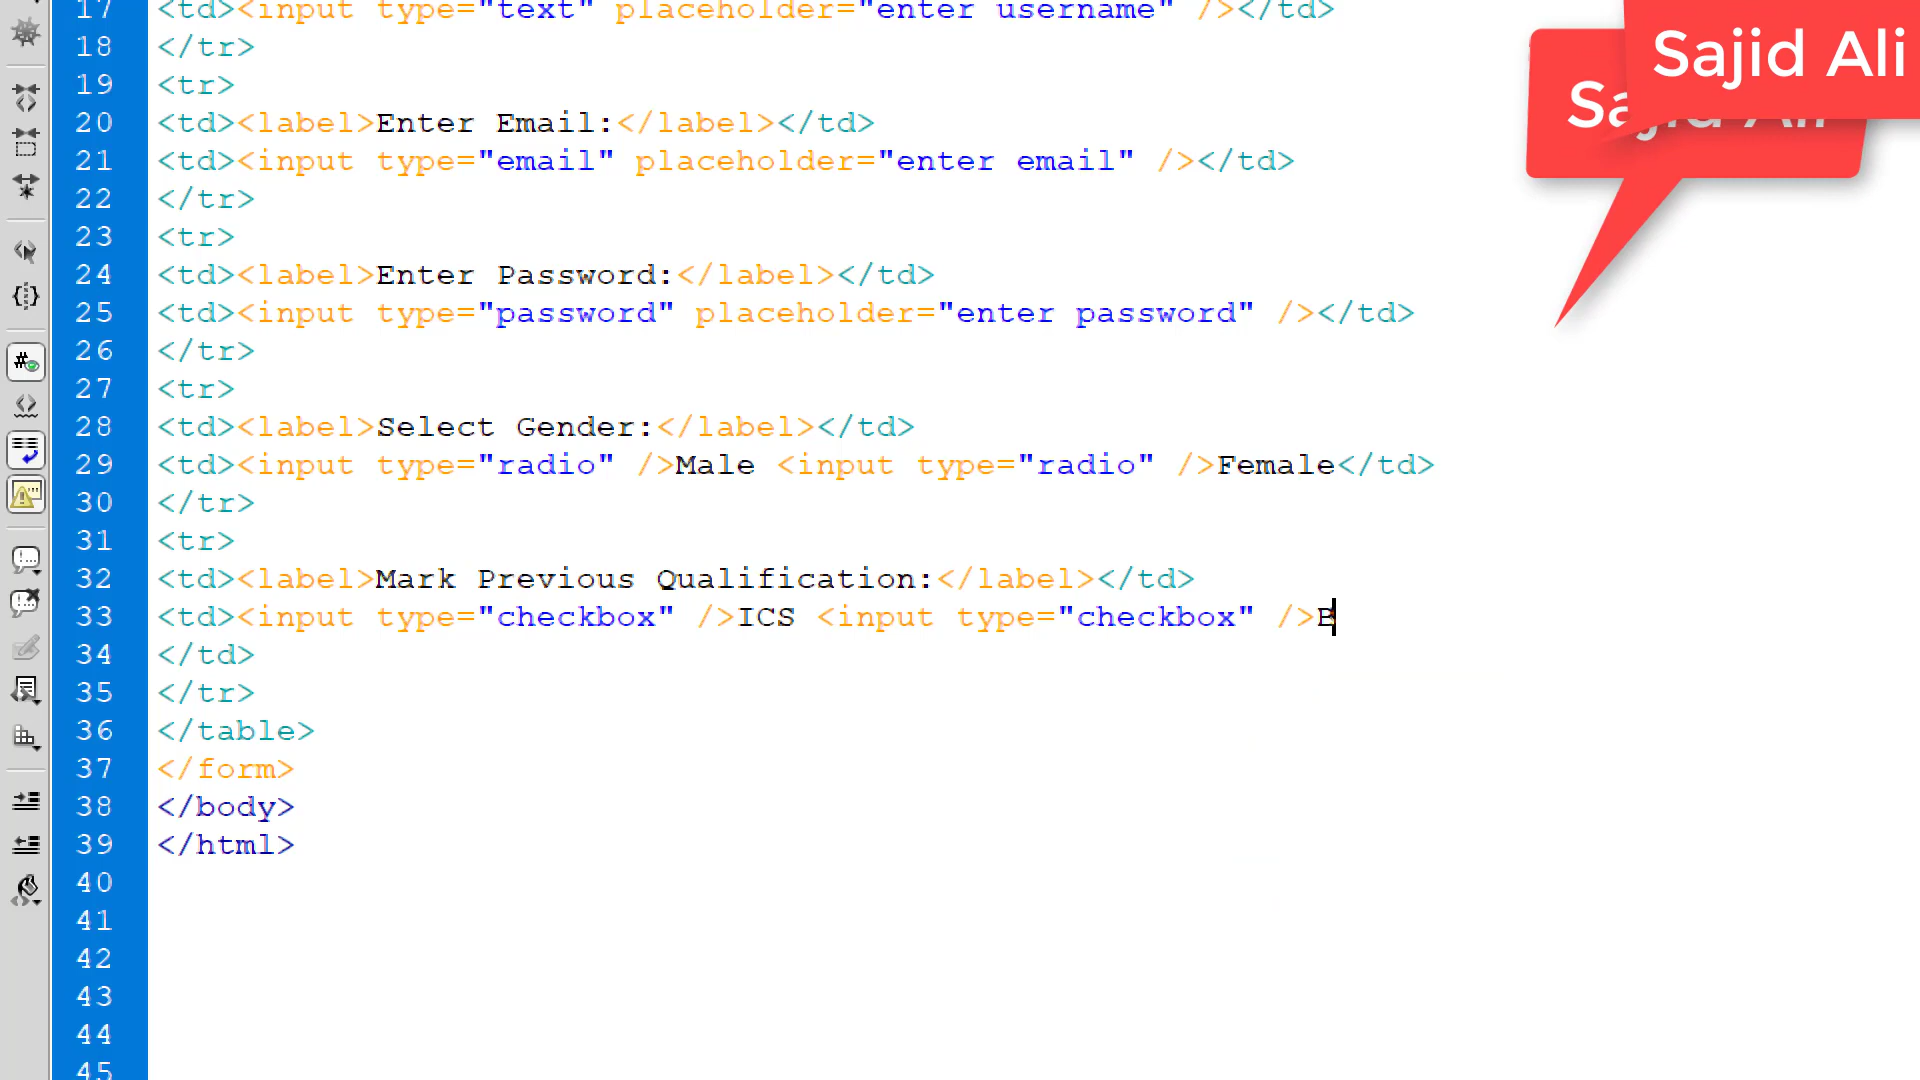 17 <td><input type="text" placeholder="enter username" /></td>
18 </tr>
19 <tr>
20 <td><label>Enter Email:</label></td>
21 <td><input type="email" placeholder="enter email" /></td>
22 </tr>
23 <tr>
24 <td><label>Enter Password:</label></td>
25 <td><input type="password" placeholder="enter password" /></td>
26 </tr>
27 <tr>
28 <td><label>Select Gender:</label></td>
29 <td><input type="radio" />Male <input type="radio" />Female</td>
30 </tr>
31 <tr>
32 <td><label>Mark Previous Qualification:</label></td>
33 <td><input type="checkbox" />ICS <input type="checkbox" />B
34 </td>
35 </tr>
36 </table>
37 </form>
38 </body>
39 </html>
40
41
42
43
44
45
Sajid Ali
Sajid Ali